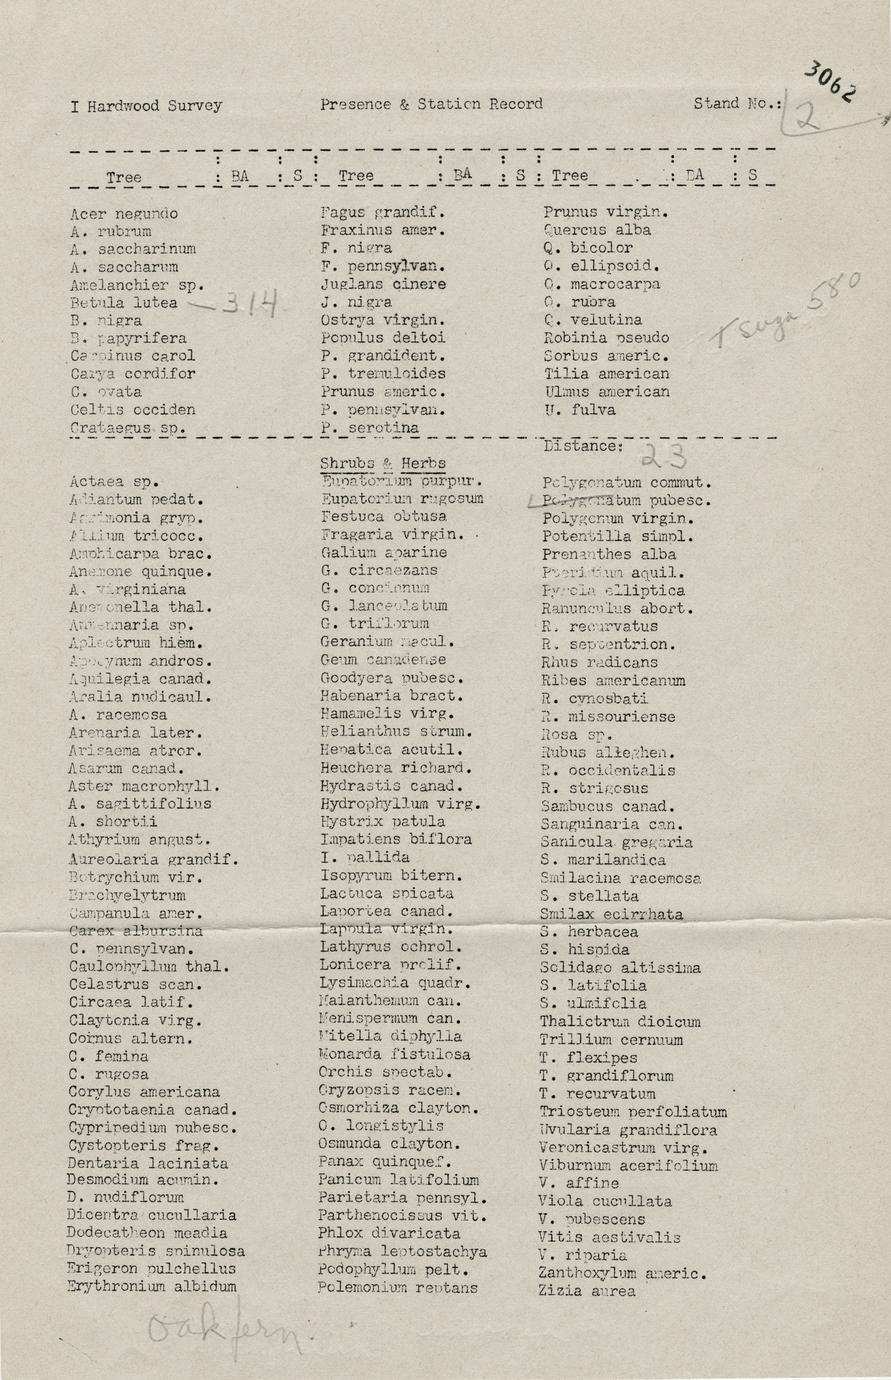 3062
I Hardwood Survey Presence & Station Record Stand No.: 2
Tree : BA : S : Tree : BA : S : Tree : BA : S
Acer negundo
A. rubrum
A. saccharinum
A. saccharum
Amelanchier sp.
Betula lutea — 314
B. nigra
B. papyrifera
Carpinus carol
Carya cordifor
C. ovata
Celtis occiden
Crataegus sp.
Fagus grandif.
Fraxinus amer.
F. nigra
F. pennsylvan.
Juglans cinere
J. nigra
Ostrya virgin.
Populus deltoi
P. grandident.
P. tremuloides
Prunus americ.
P. pennsylvan.
P. serotina
Prunus virgin.
Quercus alba
Q. bicolor
Q. ellipsoid.
Q. macrocarpa
Q. rubra
Q. velutina
Robinia pseudo
Sorbus americ.
Tilia american
Ulmus american
U. fulva
Tsuga 580
Distance: 23
Shrubs & Herbs
Actaea sp.
Adiantum pedat.
Agrimonia gryp.
Allium tricocc.
Amphicarpa brac.
Anemone quinque.
A. virginiana
Anemonella thal.
Antennaria sp.
Aplectrum hiem.
Apocynum andros.
Aquilegia canad.
Aralia nudicaul.
A. racemosa
Arenaria later.
Arisaema atror.
Asarum canad.
Aster macrophyll.
A. sagittifolius
A. shortii
Athyrium angust.
Aureolaria grandif.
Botrychium vir.
Brachyelytrum
Campanula amer.
Carex albursina
C. pennsylvan.
Caulophyllum thal.
Celastrus scan.
Circaea latif.
Claytonia virg.
Cornus altern.
C. femina
C. rugosa
Corylus americana
Cryptotaenia canad.
Cypripedium pubesc.
Cystopteris frag.
Dentaria laciniata
Desmodium acumin.
D. nudiflorum
Dicentra cucullaria
Dodecatheon meadia
Dryopteris spinulosa
Erigeron pulchellus
Erythronium albidum
Eupatorium purpur.
Eupatorium rugosum
Festuca obtusa
Fragaria virgin.
Galium aparine
G. circaezans
G. concinnum
G. lanceolatum
G. triflorum
Geranium macul.
Geum canadense
Goodyera pubesc.
Habenaria bract.
Hamamelis virg.
Helianthus strum.
Hepatica acutil.
Heuchera richard.
Hydrastis canad.
Hydrophyllum virg.
Hystrix patula
Impatiens biflora
I. pallida
Isopyrum bitern.
Lactuca spicata
Laportea canad.
Lappula virgin.
Lathyrus ochrol.
Lonicera prolif.
Lysimachia quadr.
Maianthemum can.
Menispermum can.
Mitella diphylla
Monarda fistulosa
Orchis spectab.
Oryzopsis racem.
Osmorhiza clayton.
O. longistylis
Osmunda clayton.
Panax quinquef.
Panicum latifolium
Parietaria pennsyl.
Parthenocissus vit.
Phlox divaricata
Phryma leptostachya
Podophyllum pelt.
Polemonium reptans
Polygonatum commut.
Polygonatum pubesc.
Polygonum virgin.
Potentilla simpl.
Prenanthes alba
Pteridium aquil.
Pyrola elliptica
Ranunculus abort.
R. recurvatus
R. septentrion.
Rhus radicans
Ribes americanum
R. cynosbati
R. missouriense
Rosa sp.
Rubus alleghen.
R. occidentalis
R. strigosus
Sambucus canad.
Sanguinaria can.
Sanicula gregaria
S. marilandica
Smilacina racemosa
S. stellata
Smilax ecirrhata
S. herbacea
S. hispida
Solidago altissima
S. latifolia
S. ulmifolia
Thalictrum dioicum
Trillium cernuum
T. flexipes
T. grandiflorum
T. recurvatum
Triosteum perfoliatum
Uvularia grandiflora
Veronicastrum virg.
Viburnum acerifolium
V. affine
Viola cucullata
V. pubescens
Vitis aestivalis
V. riparia
Zanthoxylum americ.
Zizia aurea
Oak fern.